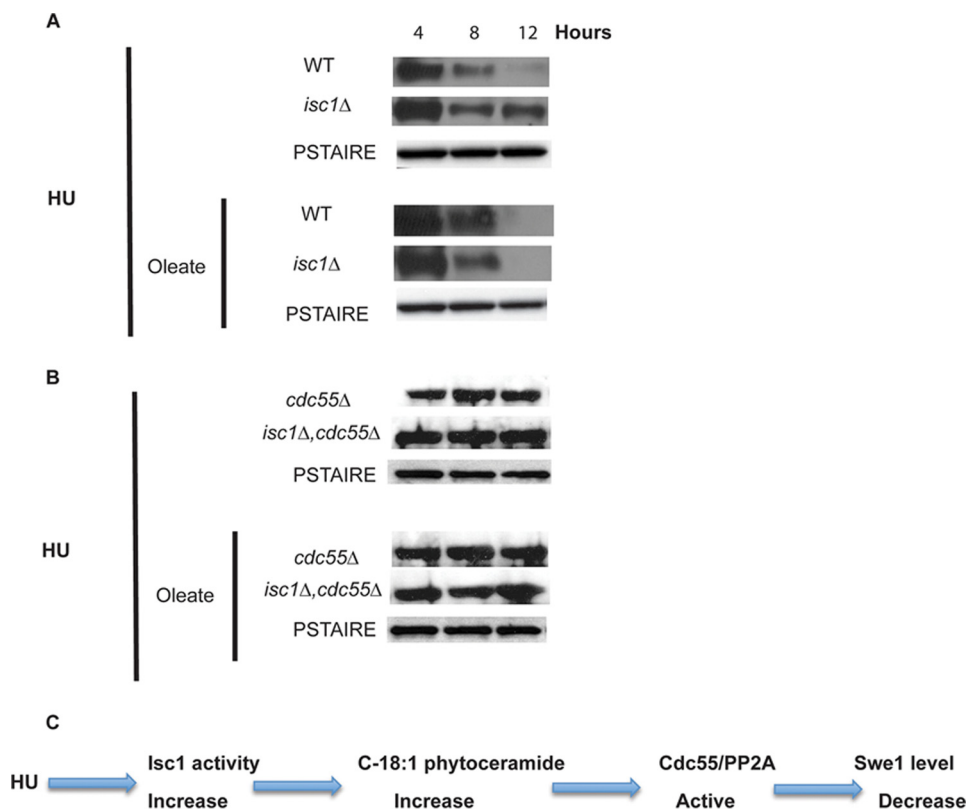 A
4 8 12 Hours
WT
isc1Δ
PSTAIRE
HU
WT
Oleate
isc1Δ
PSTAIRE
B
cdc55Δ
isc1Δ,cdc55Δ
PSTAIRE
HU
cdc55Δ
Oleate
isc1Δ,cdc55Δ
PSTAIRE
C
HU
Isc1 activity
Increase
C-18:1 phytoceramide
Increase
Cdc55/PP2A
Active
Swe1 level
Decrease